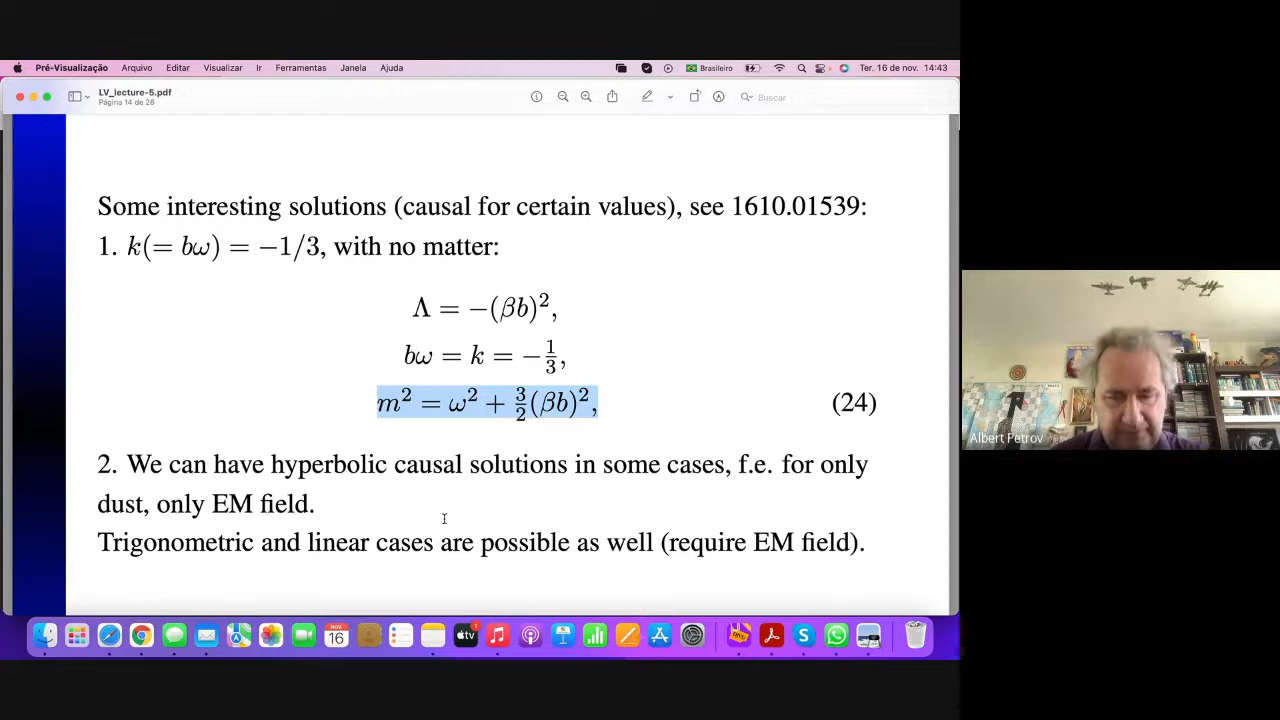 Pré-Visualização Arquivo Editar Visualizar Ir Ferramentas Janela Ajuda Brasileiro Ter. 16 de nov. 14:43
LV_lecture-5.pdf
Página 14 de 26
Buscar
Some interesting solutions (causal for certain values), see 1610.01539:
1. k(= bω) = −1/3, with no matter:
Λ = −(βb)²,
bω = k = −1/3,
m² = ω² + 3/2(βb)², (24)
2. We can have hyperbolic causal solutions in some cases, f.e. for only
dust, only EM field.
Trigonometric and linear cases are possible as well (require EM field).
Albert Petrov
NOV.
16
tv
1